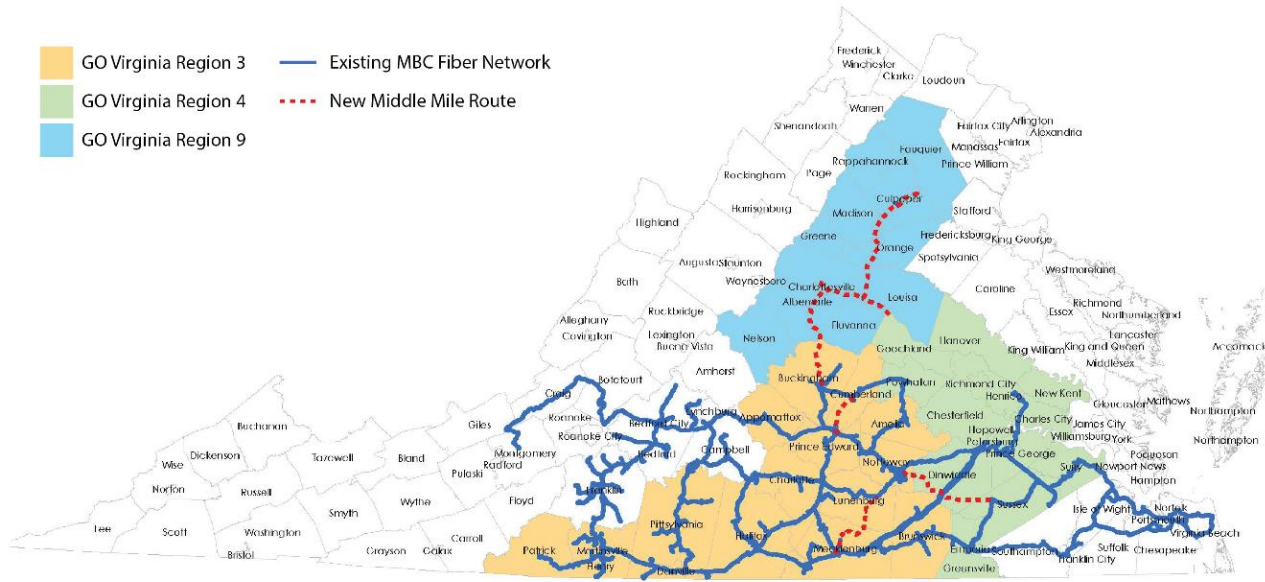 GO Virginia Region 3
Existing MBC Fiber Network
GO Virginia Region 4
New Middle Mile Route
GO Virginia Region 9
Frederick
Winchester
Clarke
Loudoun
Warren
Shenandoah
Fairfax City
Arlington
Alexandria
Fauquier
Manassas
Fairfax
Rappahannock
Prince William
Page
Rockingham
Culpeper
Harrisonburg
Madison
Stafford
Highland
Greene
Fredericksburg
King George
Orange
Spotsylvania
Augusta
Staunton
Westmoreland
Bath
Waynesboro
Charlottesville
Caroline
Albemarle
Louisa
Richmond
Essex
Northumberland
Rockbridge
Alleghany
Fluvanna
Lancaster
Covington
Lexington
Nelson
Goochland
Hanover
King and Queen
Accomack
Buena Vista
King William
Middlesex
Amherst
Buckingham
Powhatan
Richmond City
New Kent
Botetourt
Craig
Cumberland
Henrico
Gloucester
Mathews
Northampton
Buchanan
Giles
Roanoke
Lynchburg
Appomattox
Chesterfield
Charles City
James City
Bedford City
Amelia
Hopewell
Williamsburg
York
Roanoke City
Petersburg
Northampton
Dickenson
Montgomery
Bedford
Campbell
Prince Edward
Prince George
Poquoson
Wise
Tazewell
Bland
Pulaski
Radford
Nottoway
Surry
Newport News
Norton
Russell
Charlotte
Dinwiddie
Hampton
Wythe
Floyd
Franklin
Lunenburg
Sussex
Isle of Wight
Norfolk
Lee
Scott
Washington
Smyth
Pittsylvania
Portsmouth
Carroll
Halifax
Virginia Beach
Bristol
Grayson
Galax
Patrick
Martinsville
Henry
Danville
Mecklenburg
Brunswick
Emporia
Southampton
Suffolk
Chesapeake
Franklin City
Greensville